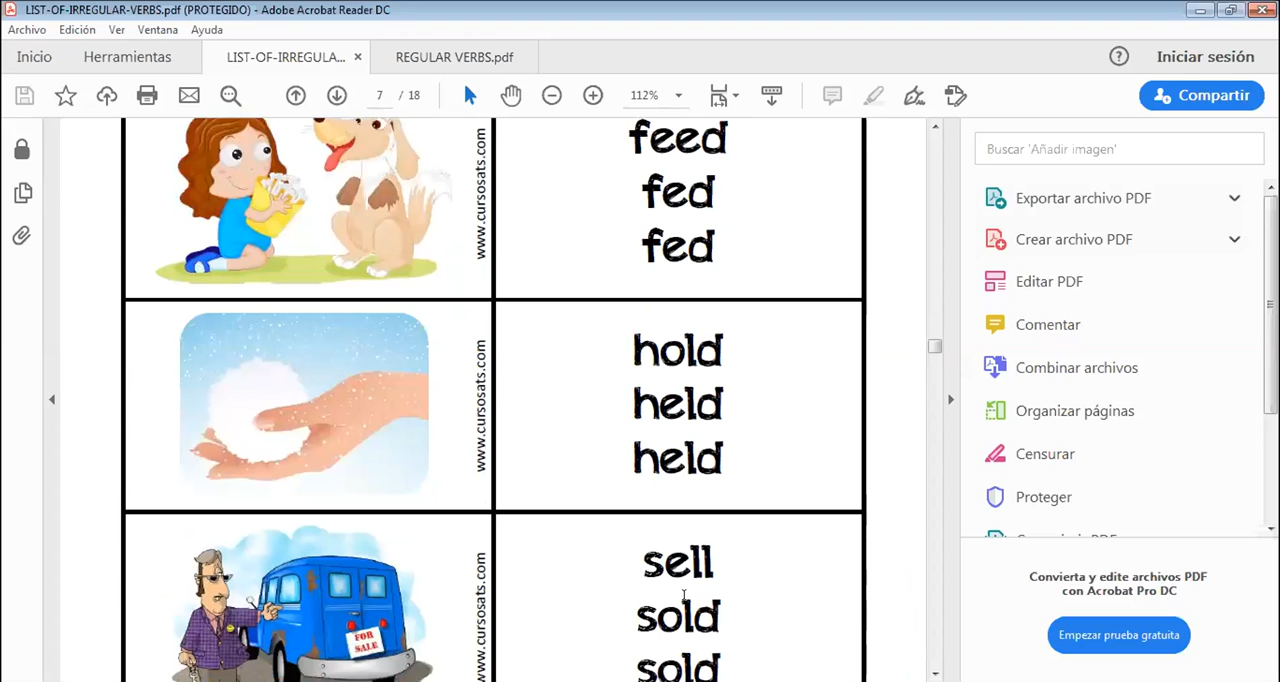 LIST-OF-IRREGULAR-VERBS.pdf (PROTEGIDO) - Adobe Acrobat Reader DC
Archivo Edición Ver Ventana Ayuda
Inicio Herramientas LIST-OF-IRREGULA... × REGULAR VERBS.pdf ? Iniciar sesión
7 / 18 112% Compartir
feed
fed
fed
www.cursosats.com
hold
held
held
www.cursosats.com
sell
sold
sold
www.cursosats.com
FOR
SALE
Buscar 'Añadir imagen'
Exportar archivo PDF
Crear archivo PDF
Editar PDF
Comentar
Combinar archivos
Organizar páginas
Censurar
Proteger
Convierta y edite archivos PDF
con Acrobat Pro DC
Empezar prueba gratuita